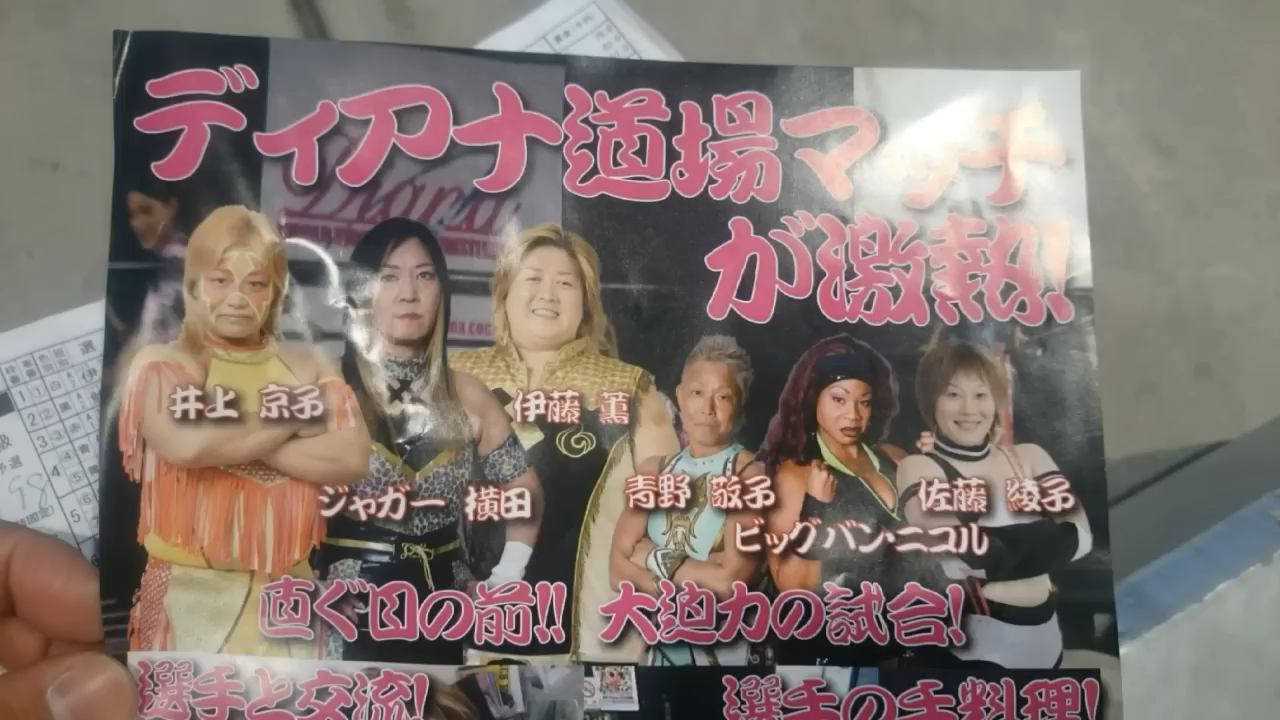 ディアナ道場マッチ
が激熱!
Diana
井上 京子
伊藤 薫
ジャガー 横田
青野 敬子
佐藤 綾子
ビッグバン・ニコル
直ぐ目の前!! 大迫力の試合!
選手と交流!
選手の手料理!